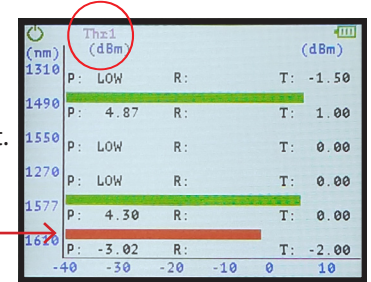 Thr1
(nm) (dBm) (dBm)
1310 P: LOW R: T: -1.50
1490 P: 4.87 R: T: 1.00
1550 P: LOW R: T: 0.00
1270 P: LOW R: T: 0.00
1577 P: 4.30 R: T: 0.00
1610 P: -3.02 R: T: -2.00
-40 -30 -20 -10 0 10